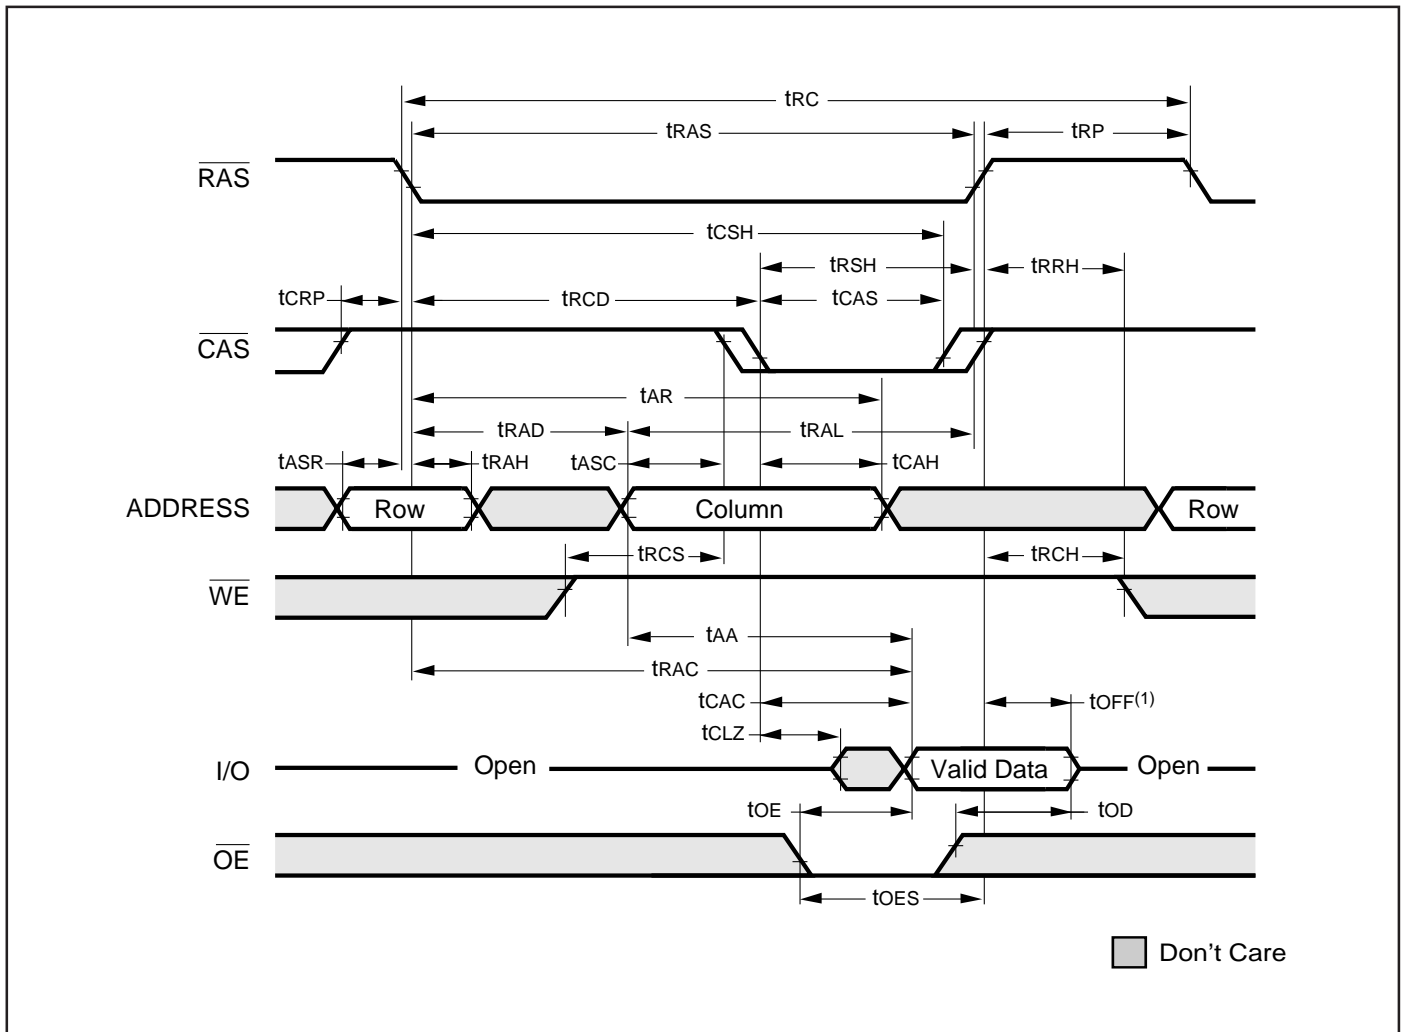 tRC
tRAS
tRP
RAS
tCSH
tRSH
tRRH
tCRP
tRCD
tCAS
CAS
tAR
tRAD
tRAL
tASR
tRAH
tASC
tCAH
ADDRESS
Row
Column
Row
tRCS
tRCH
WE
tAA
tRAC
tCAC
tOFF(1)
tCLZ
I/O
Open
Valid Data
Open
tOE
tOD
OE
tOES
Don't Care